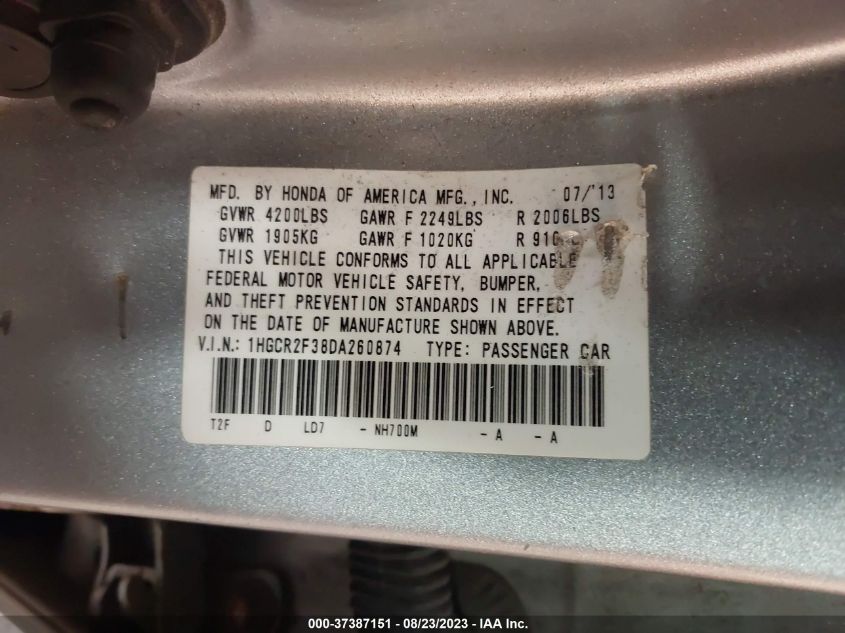 MFD. BY HONDA OF AMERICA MFG., INC. 07/'13
GVWR 4200LBS GAWR F 2249LBS R 2006LBS
GVWR 1905KG GAWR F 1020KG R
THIS VEHICLE CONFORMS TO ALL APPLICABLE
FEDERAL MOTOR VEHICLE SAFETY, BUMPER,
AND THEFT PREVENTION STANDARDS IN EFFECT
ON THE DATE OF MANUFACTURE SHOWN ABOVE.
V.I.N.: 1HGCR2F38DA260874 TYPE: PASSENGER CAR
T2F D LD7 - NH700M - A - A
000-37387151 - 08/23/2023 - IAA Inc.